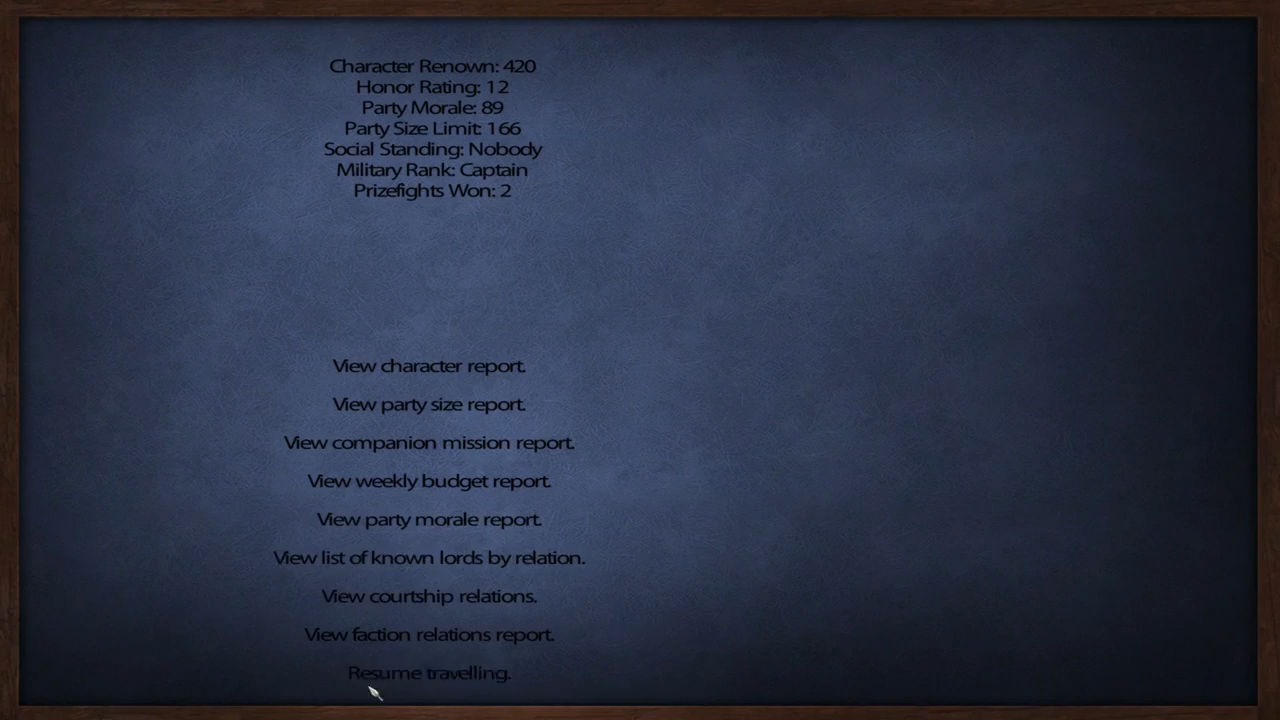 Character Renown: 420
Honor Rating: 12
Party Morale: 89
Party Size Limit: 166
Social Standing: Nobody
Military Rank: Captain
Prizefights Won: 2
View character report.
View party size report.
View companion mission report.
View weekly budget report.
View party morale report.
View list of known lords by relation.
View courtship relations.
View faction relations report.
Resume travelling.